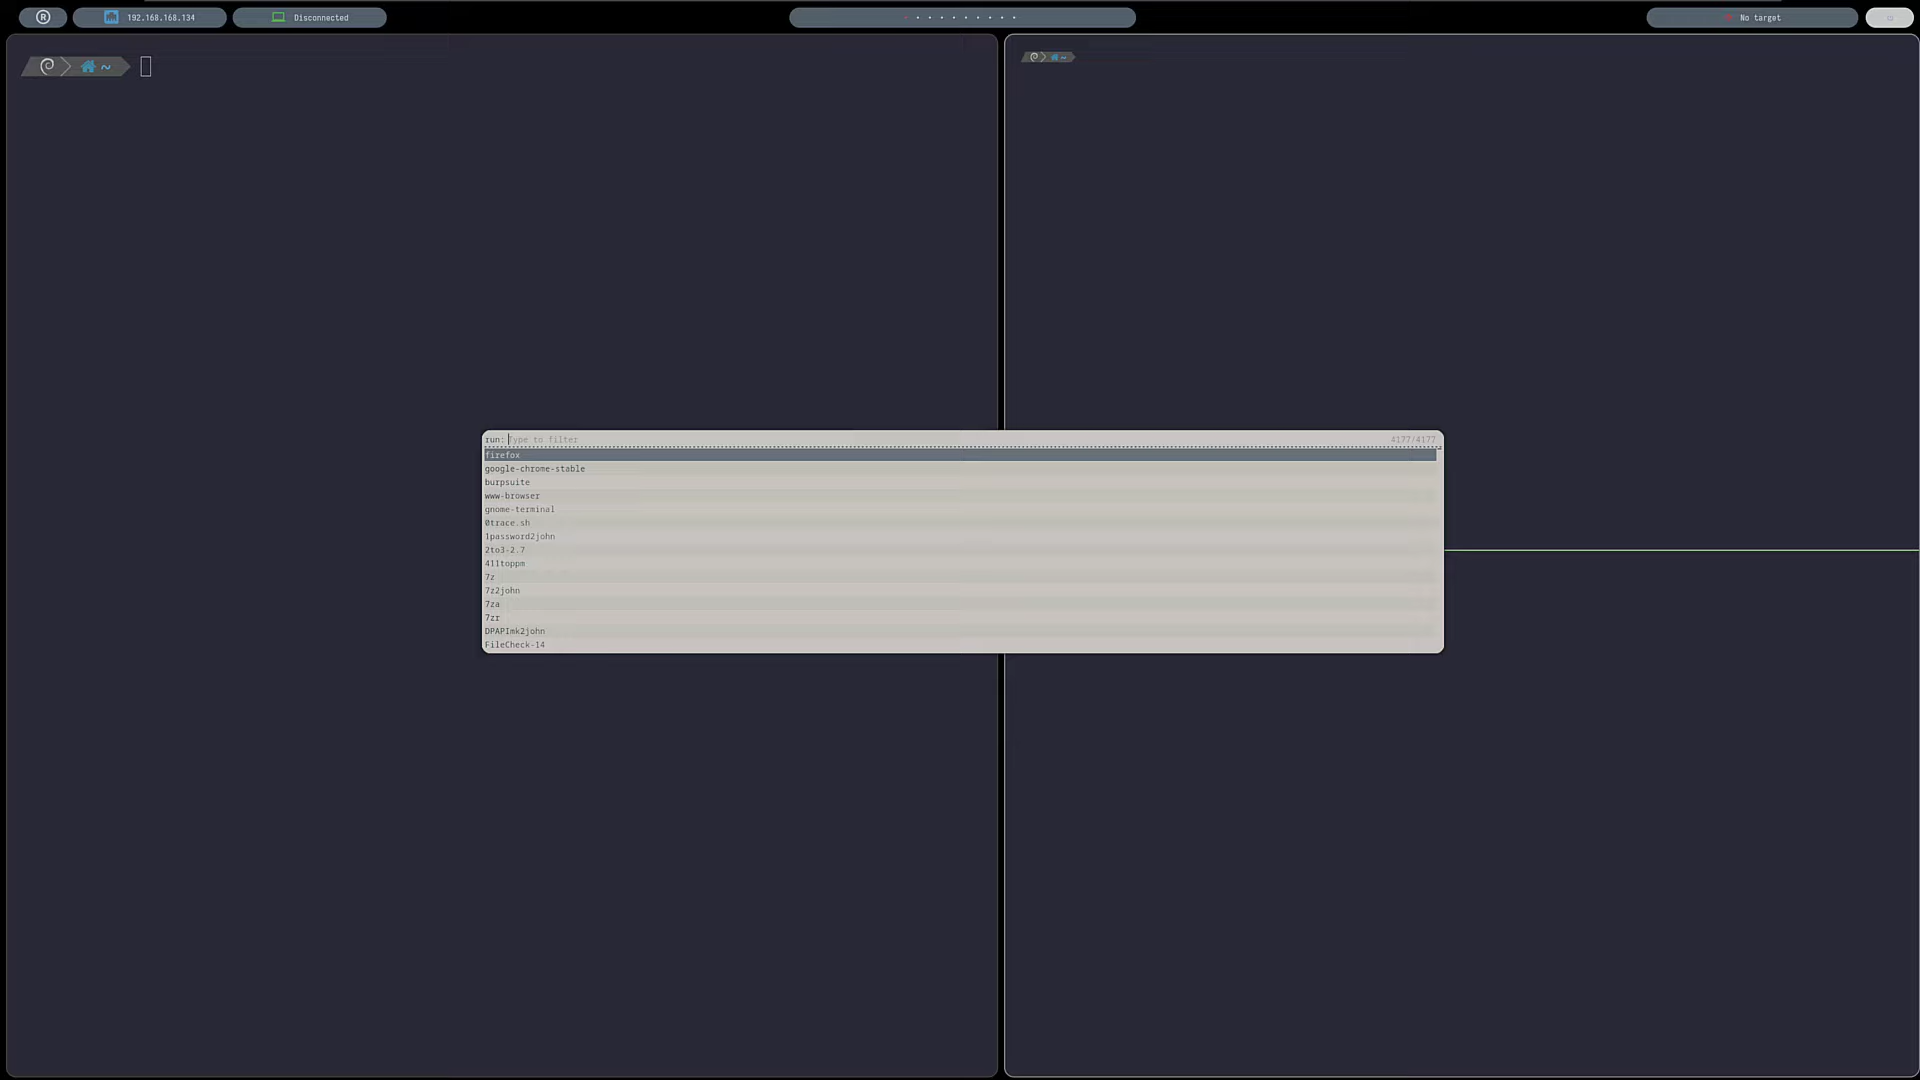 R 192.168.168.134 Disconnected No target
~
~
run: Type to filter 4177/4177
firefox
google-chrome-stable
burpsuite
www-browser
gnome-terminal
0trace.sh
1password2john
2to3-2.7
411toppm
7z
7z2john
7za
7zr
DPAPImk2john
FileCheck-14